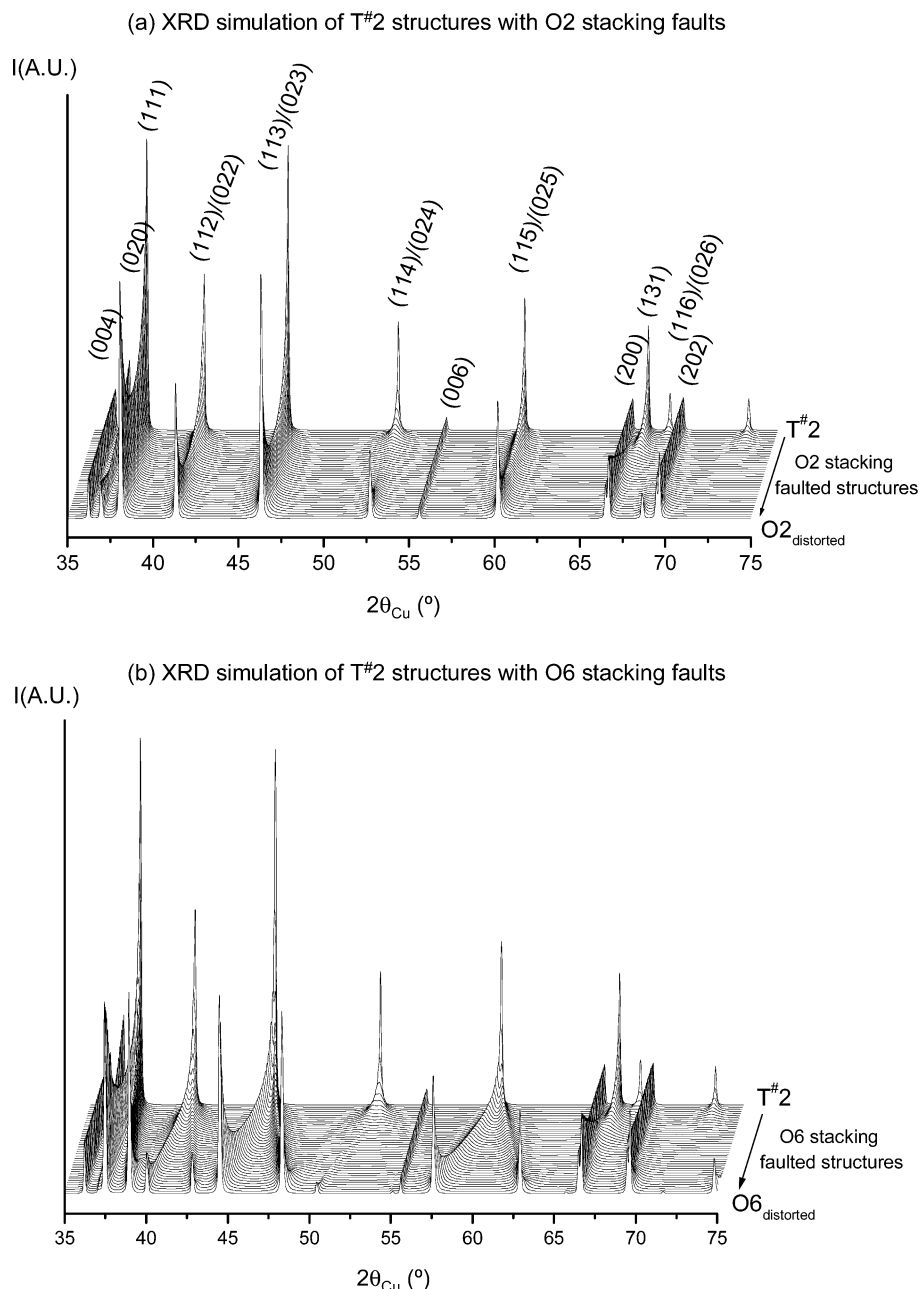 (a) XRD simulation of T#2 structures with O2 stacking faults
I(A.U.)
(004)
(020)
(111)
(112)/(022)
(113)/(023)
(114)/(024)
(006)
(115)/(025)
(200)
(131)
(116)/(026)
(202)
T#2
O2 stacking
faulted structures
O2distorted
35 40 45 50 55 60 65 70 75
2θCu (º)
(b) XRD simulation of T#2 structures with O6 stacking faults
I(A.U.)
T#2
O6 stacking
faulted structures
O6distorted
35 40 45 50 55 60 65 70 75
2θCu (º)